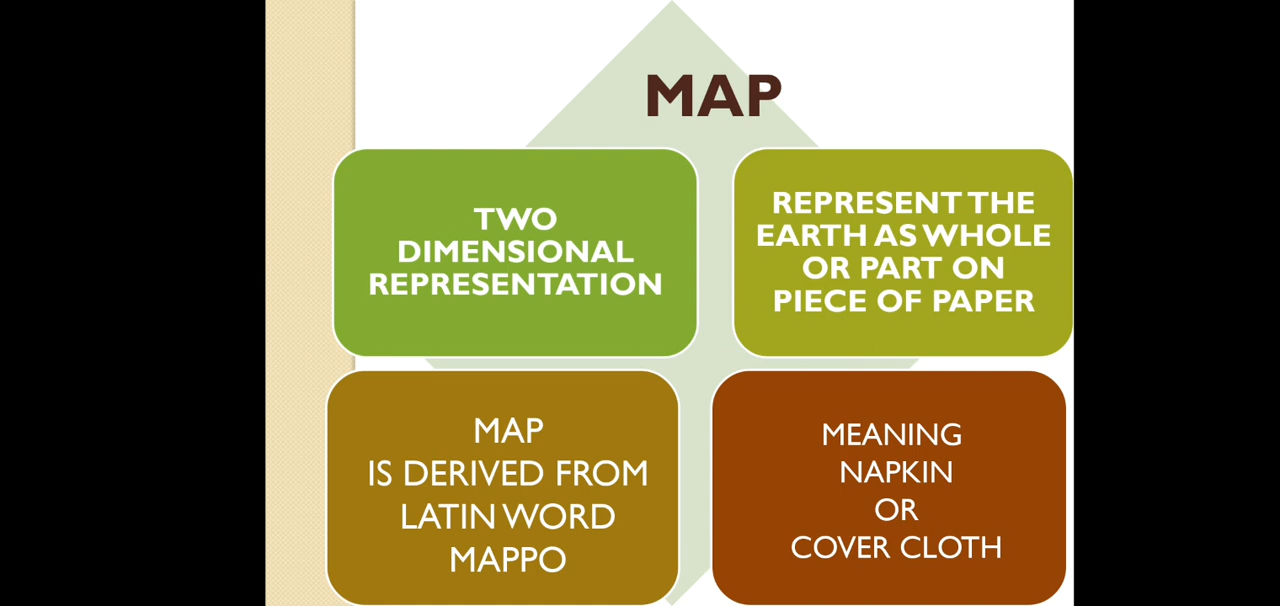 MAP
TWO
DIMENSIONAL
REPRESENTATION
REPRESENT THE
EARTH AS WHOLE
OR PART ON
PIECE OF PAPER
MAP
IS DERIVED FROM
LATIN WORD
MAPPO
MEANING
NAPKIN
OR
COVER CLOTH